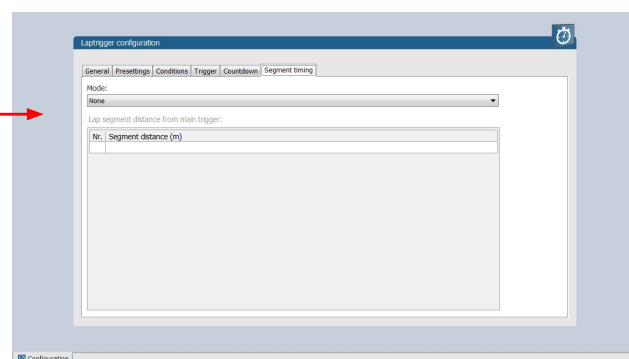 Laptrigger configuration
General Presettings Conditions Trigger Countdown Segment timing
Mode:
None
Lap segment distance from main trigger:
Nr. Segment distance (m)
Configuration